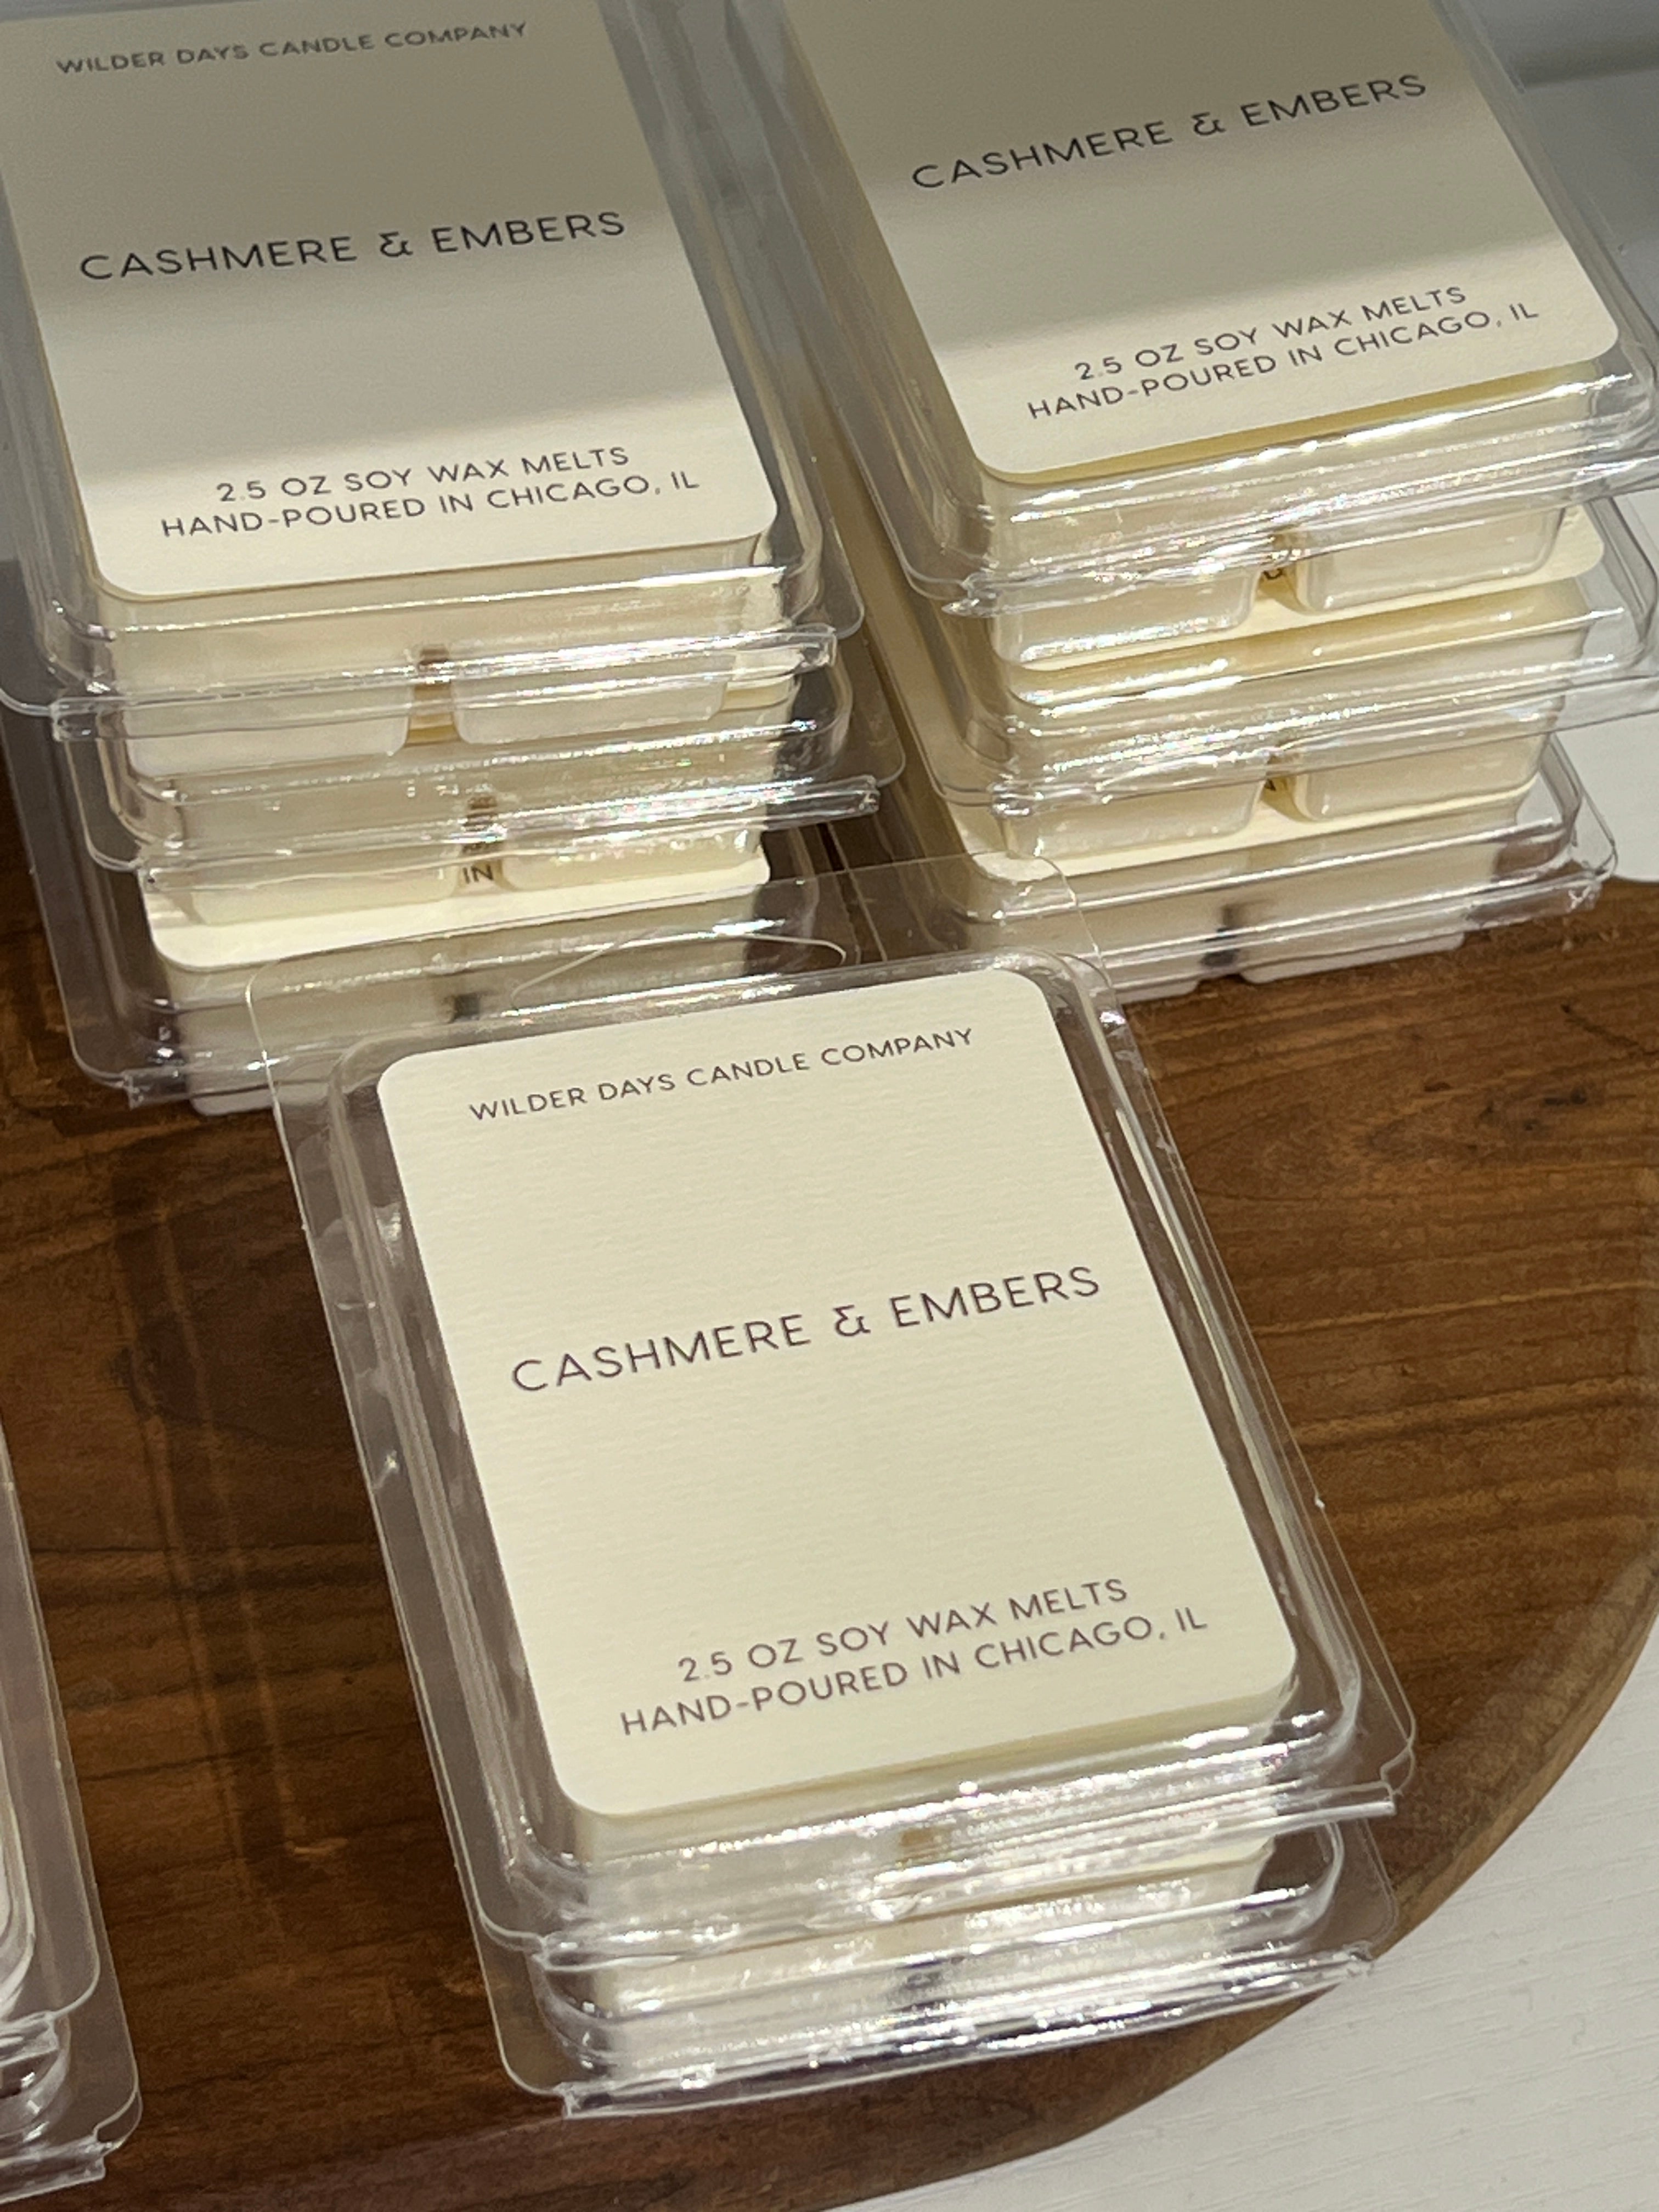 WILDER DAYS CANDLE COMPANY
CASHMERE & EMBERS
2.5 OZ SOY WAX MELTS
HAND-POURED IN CHICAGO, IL
CASHMERE & EMBERS
2.5 OZ SOY WAX MELTS
HAND-POURED IN CHICAGO, IL
IN
WILDER DAYS CANDLE COMPANY
CASHMERE & EMBERS
2.5 OZ SOY WAX MELTS
HAND-POURED IN CHICAGO, IL